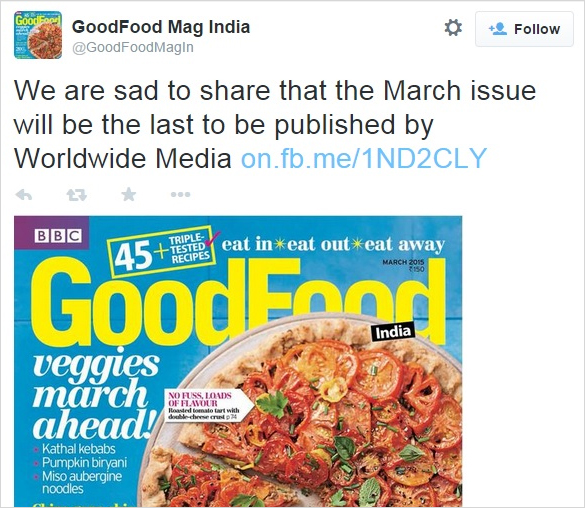 GoodFood Mag India
@GoodFoodMagIn
Follow
We are sad to share that the March issue
will be the last to be published by
Worldwide Media on.fb.me/1ND2CLY
BBC
45+ TRIPLE-
TESTED
RECIPES
eat in*eat out*eat away
MARCH 2015
₹150
GoodFood
India
veggies
march
ahead!
NO FUSS, LOADS
OF FLAVOUR
Roasted tomato tart with
double-cheese crust p74
• Kathal kebabs
• Pumpkin biryani
• Miso aubergine
noodles